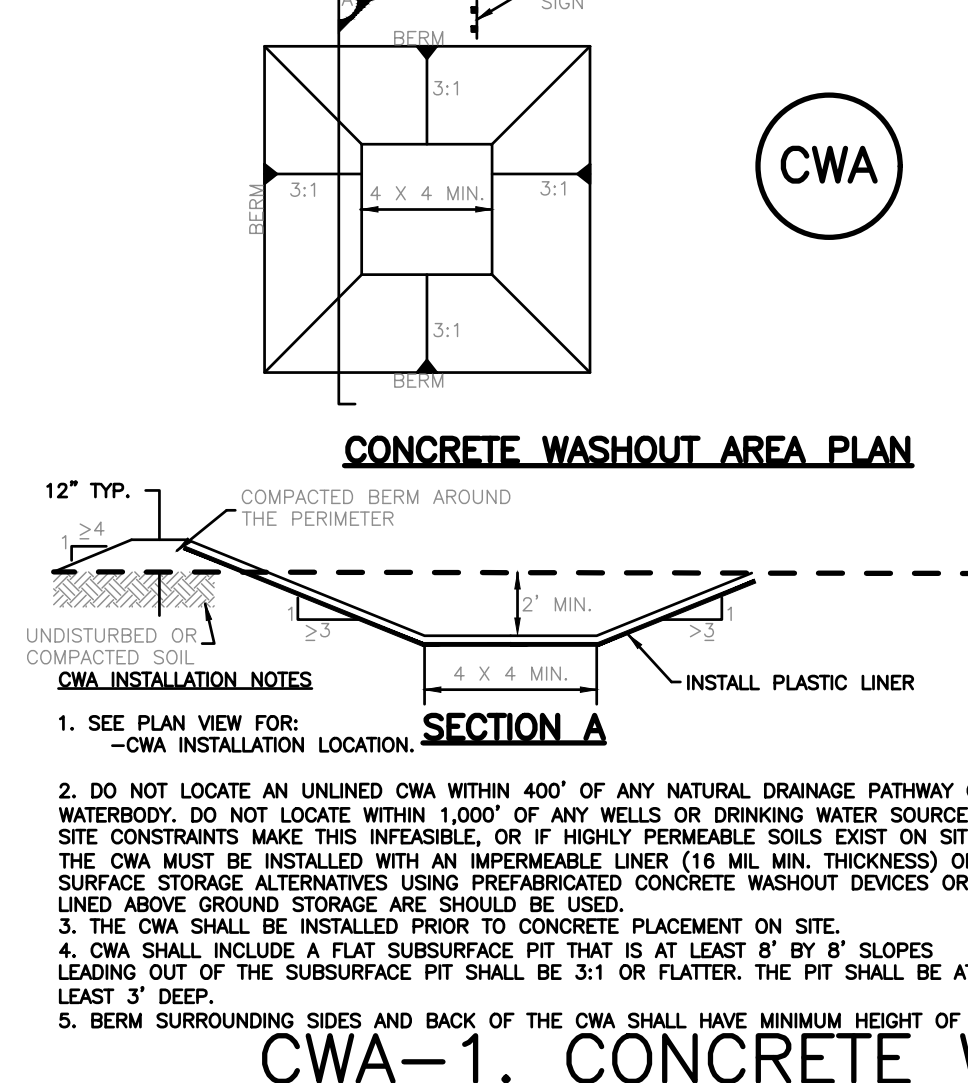 SIGN
BERM
3:1
CWA
BERM
3:1
4 X 4 MIN.
3:1
3:1
BERM
CONCRETE WASHOUT AREA PLAN
12" TYP.
COMPACTED BERM AROUND
THE PERIMETER
1
≥4
2' MIN.
1
≥3
1
≥3
UNDISTURBED OR
COMPACTED SOIL
4 X 4 MIN.
INSTALL PLASTIC LINER
SECTION A
CWA INSTALLATION NOTES
1. SEE PLAN VIEW FOR:
-CWA INSTALLATION LOCATION.
2. DO NOT LOCATE AN UNLINED CWA WITHIN 400' OF ANY NATURAL DRAINAGE PATHWAY
WATERBODY. DO NOT LOCATE WITHIN 1,000' OF ANY WELLS OR DRINKING WATER SOURCE
SITE CONSTRAINTS MAKE THIS INFEASIBLE, OR IF HIGHLY PERMEABLE SOILS EXIST ON SIT
THE CWA MUST BE INSTALLED WITH AN IMPERMEABLE LINER (16 MIL MIN. THICKNESS) O
SURFACE STORAGE ALTERNATIVES USING PREFABRICATED CONCRETE WASHOUT DEVICES OR
LINED ABOVE GROUND STORAGE ARE SHOULD BE USED.
3. THE CWA SHALL BE INSTALLED PRIOR TO CONCRETE PLACEMENT ON SITE.
4. CWA SHALL INCLUDE A FLAT SUBSURFACE PIT THAT IS AT LEAST 8' BY 8' SLOPES
LEADING OUT OF THE SUBSURFACE PIT SHALL BE 3:1 OR FLATTER. THE PIT SHALL BE AT
LEAST 3' DEEP.
5. BERM SURROUNDING SIDES AND BACK OF THE CWA SHALL HAVE MINIMUM HEIGHT OF
CWA-1. CONCRETE